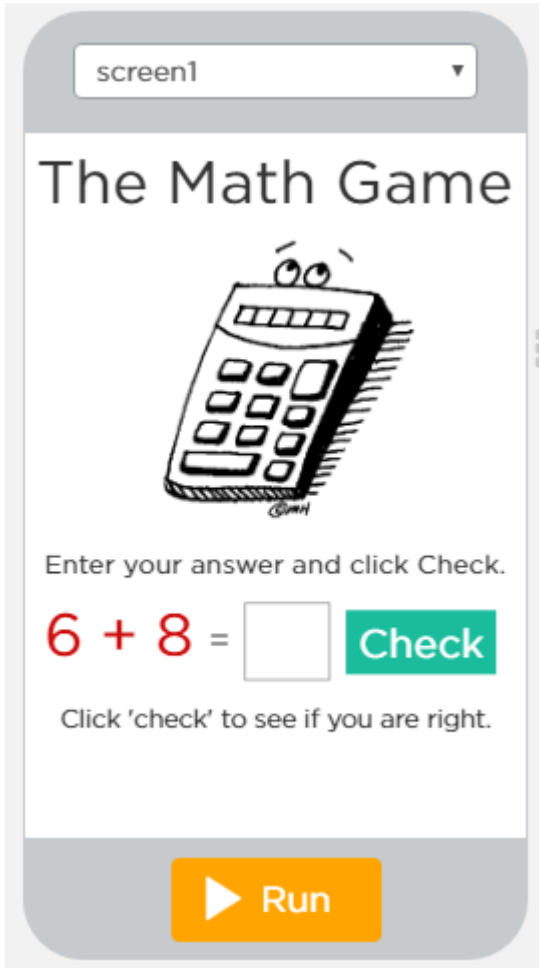 screen1
The Math Game
©MH
Enter your answer and click Check.
6 + 8 = Check
Click 'check' to see if you are right.
Run